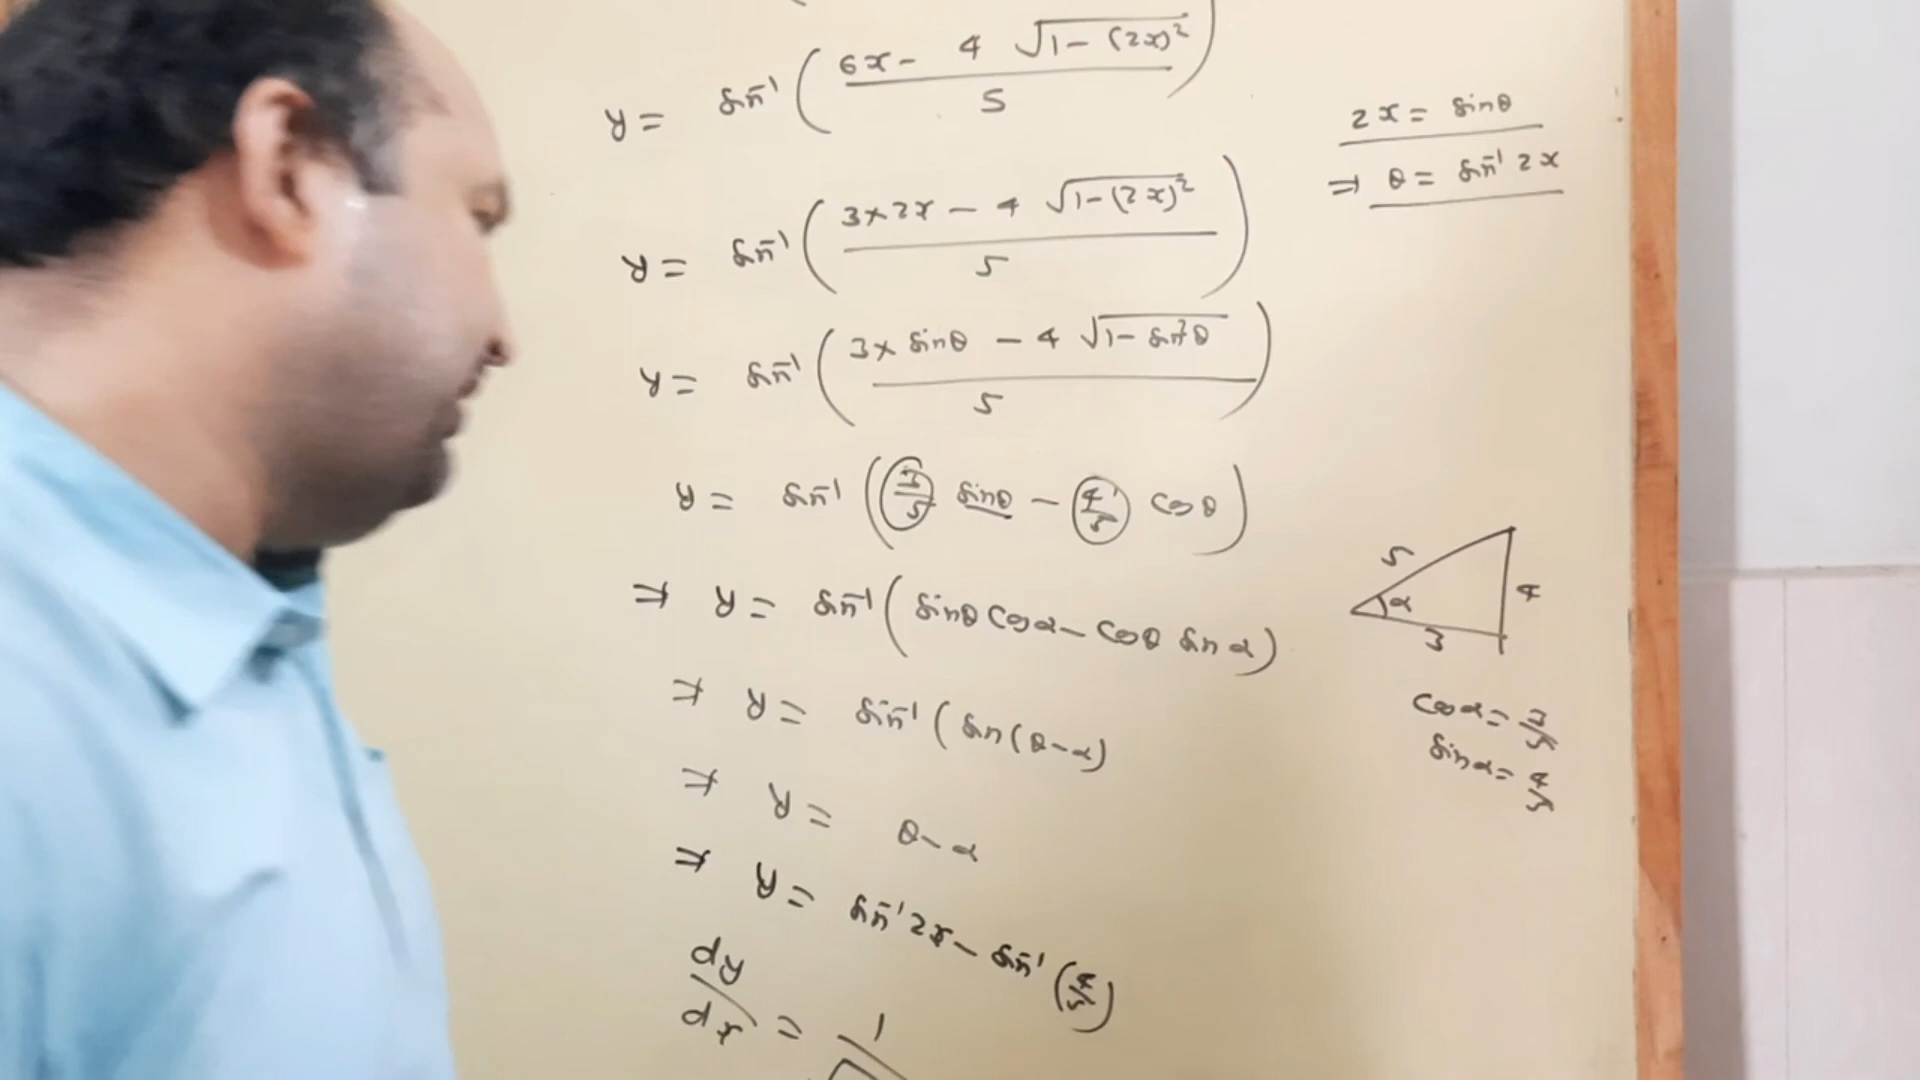 y = sin⁻¹ ( 6x - 4 √1 - (2x)² / 5 )
2x = sinθ
⇒ θ = sin⁻¹ 2x
y = sin⁻¹ ( 3×2x - 4 √1-(2x)² / 5 )
y = sin⁻¹ ( 3× sinθ - 4 √1- sin²θ / 5 )
y = sin⁻¹ ( 3/5 sinθ - 4/5 cosθ )
⇒ y = sin⁻¹ ( sinθ cosα - cosθ sinα )
5
4
α
3
⇒ y = sin⁻¹ ( sin(θ-α)
cosα = 3/5
sinα = 4/5
⇒ y = θ-α
⇒ y = sin⁻¹2x - sin⁻¹ (4/5)
dy/dx = 1/√